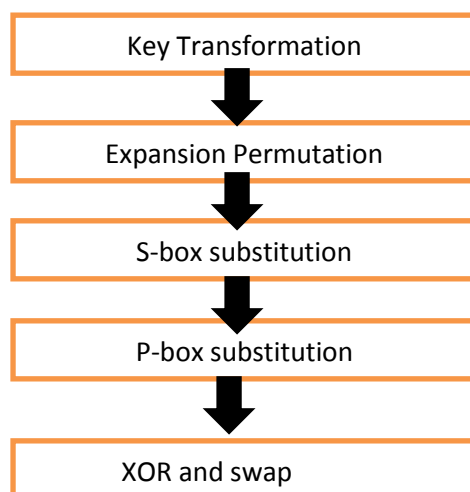 Key Transformation
Expansion Permutation
S-box substitution
P-box substitution
XOR and swap